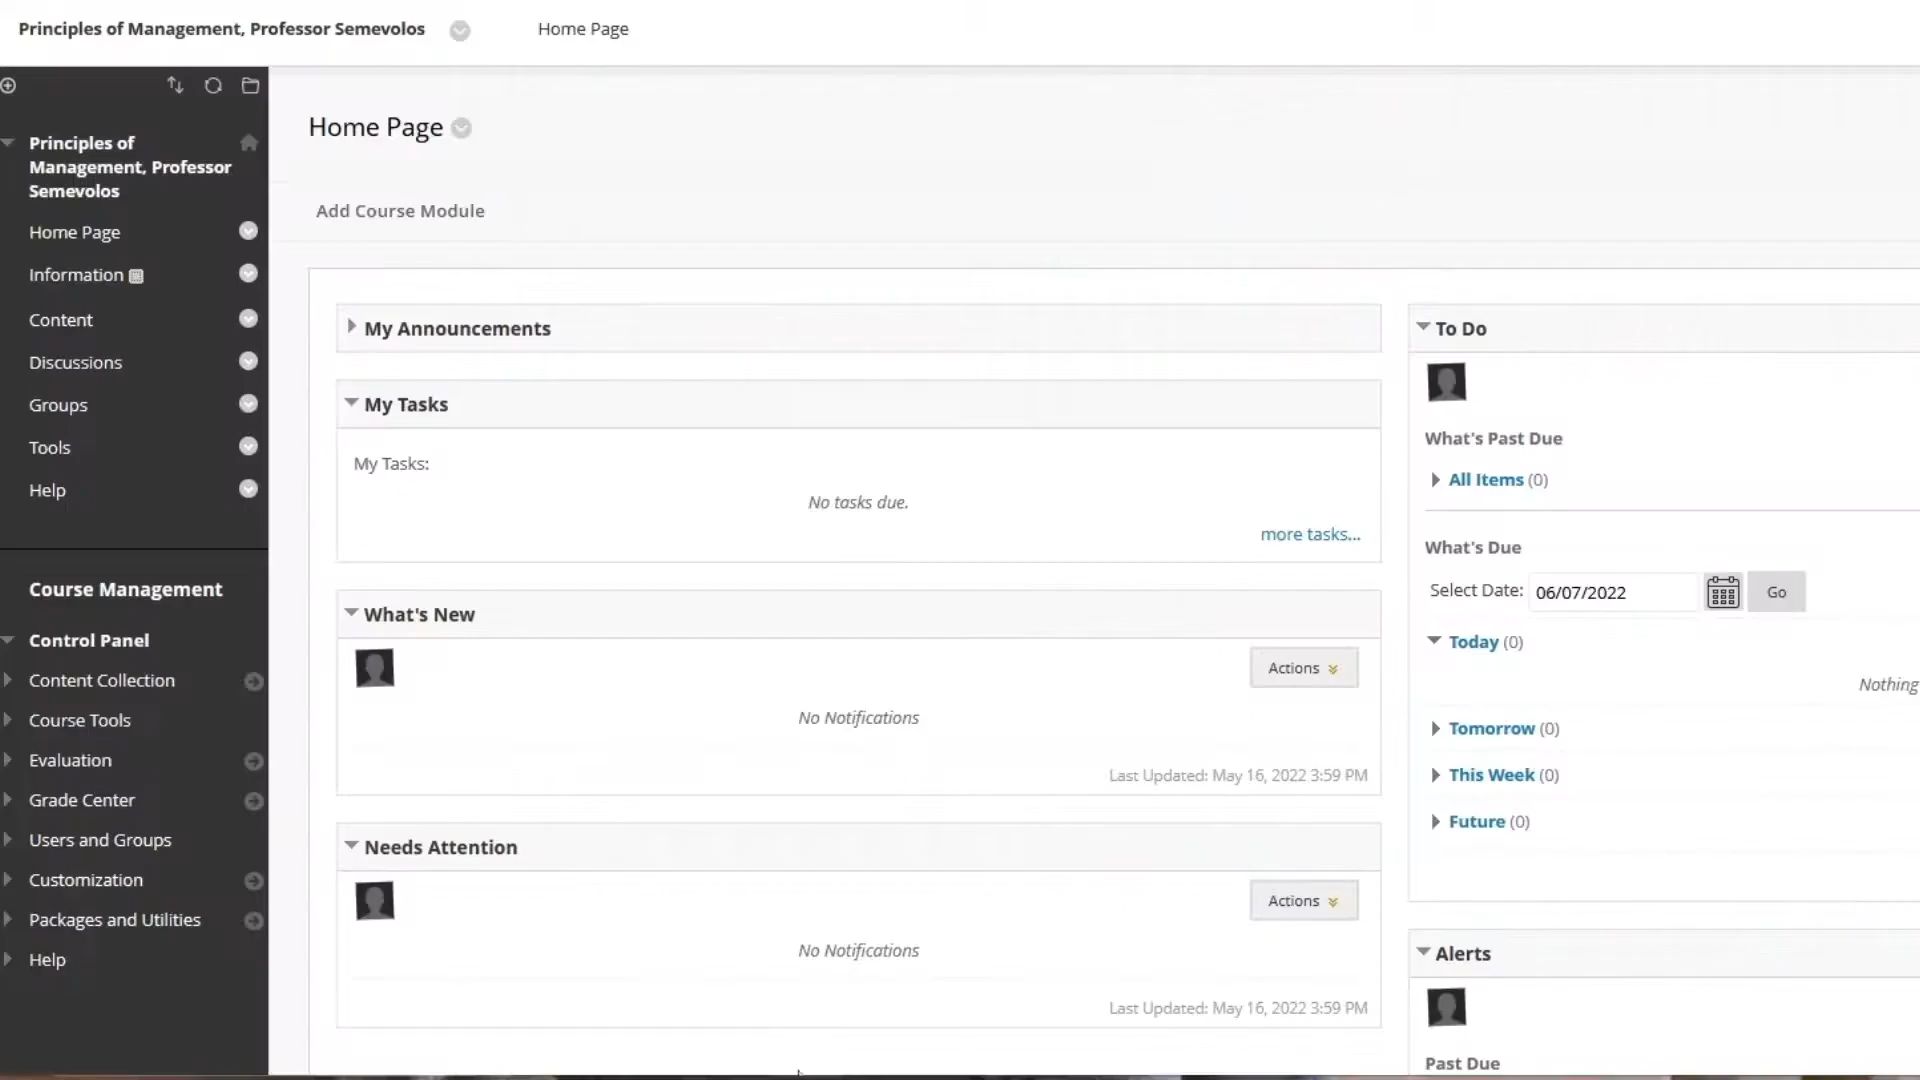 Principles of Management, Professor Semevolos
Home Page
Principles of
Management, Professor
Semevolos
Home Page
Information
Content
Discussions
Groups
Tools
Help
Course Management
Control Panel
Content Collection
Course Tools
Evaluation
Grade Center
Users and Groups
Customization
Packages and Utilities
Help
Home Page
Add Course Module
My Announcements
My Tasks
My Tasks:
No tasks due.
more tasks...
What's New
Actions
No Notifications
Last Updated: May 16, 2022 3:59 PM
Needs Attention
Actions
No Notifications
Last Updated: May 16, 2022 3:59 PM
To Do
What's Past Due
All Items (0)
What's Due
Select Date: 06/07/2022 Go
Today (0)
Nothing
Tomorrow (0)
This Week (0)
Future (0)
Alerts
Past Due